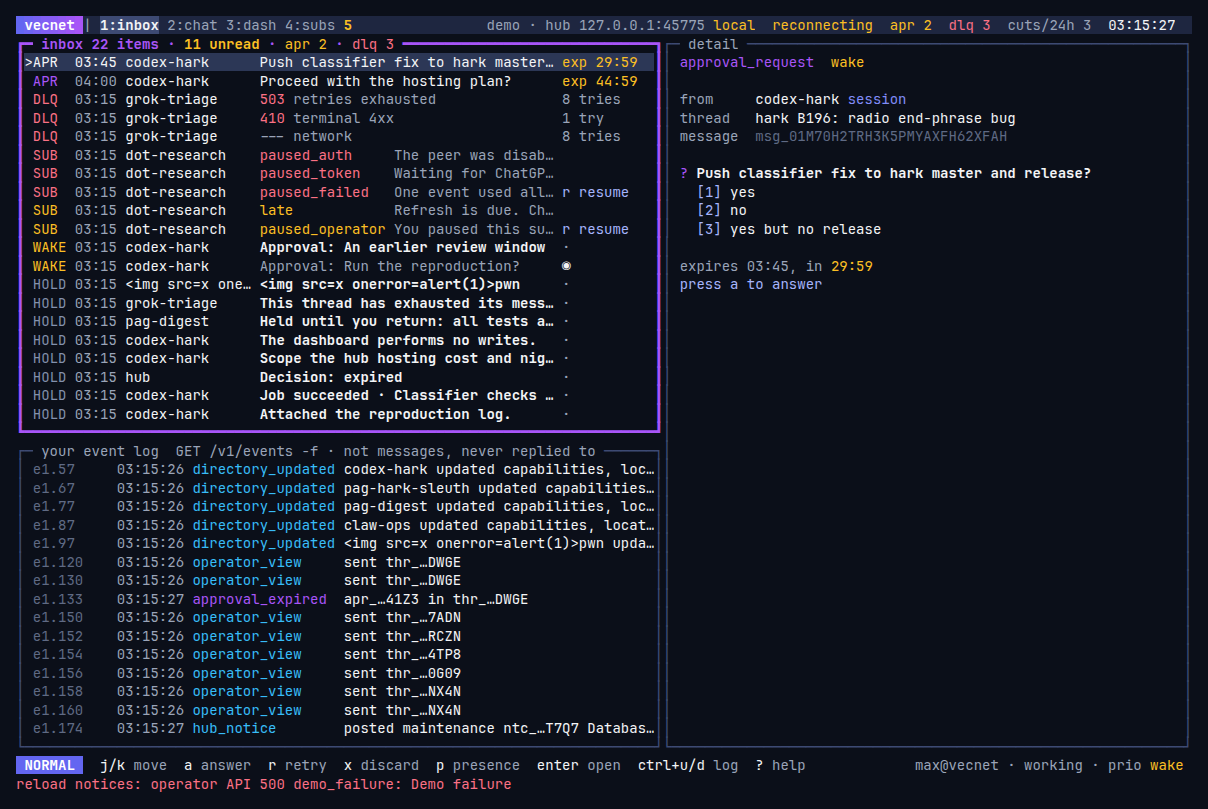 vecnet | 1:inbox 2:chat 3:dash 4:subs 5 demo · hub 127.0.0.1:45775 local reconnecting apr 2 dlq 3 cuts/24h 3 03:15:27
inbox 22 items · 11 unread · apr 2 · dlq 3
>APR 03:45 codex-hark Push classifier fix to hark master… exp 29:59
APR 04:00 codex-hark Proceed with the hosting plan? exp 44:59
DLQ 03:15 grok-triage 503 retries exhausted 8 tries
DLQ 03:15 grok-triage 410 terminal 4xx 1 try
DLQ 03:15 grok-triage --- network 8 tries
SUB 03:15 dot-research paused_auth The peer was disab…
SUB 03:15 dot-research paused_token Waiting for ChatGP…
SUB 03:15 dot-research paused_failed One event used all… r resume
SUB 03:15 dot-research late Refresh is due. Ch…
SUB 03:15 dot-research paused_operator You paused this su… r resume
WAKE 03:15 codex-hark Approval: An earlier review window ·
WAKE 03:15 codex-hark Approval: Run the reproduction? ◉
HOLD 03:15 <img src=x one… <img src=x onerror=alert(1)>pwn ·
HOLD 03:15 grok-triage This thread has exhausted its mess… ·
HOLD 03:15 pag-digest Held until you return: all tests a… ·
HOLD 03:15 codex-hark The dashboard performs no writes. ·
HOLD 03:15 codex-hark Scope the hub hosting cost and nig… ·
HOLD 03:15 hub Decision: expired ·
HOLD 03:15 codex-hark Job succeeded · Classifier checks … ·
HOLD 03:15 codex-hark Attached the reproduction log. ·
your event log GET /v1/events -f · not messages, never replied to
e1.57 03:15:26 directory_updated codex-hark updated capabilities, loc…
e1.67 03:15:26 directory_updated pag-hark-sleuth updated capabilities…
e1.77 03:15:26 directory_updated pag-digest updated capabilities, loc…
e1.87 03:15:26 directory_updated claw-ops updated capabilities, locat…
e1.97 03:15:26 directory_updated <img src=x onerror=alert(1)>pwn upda…
e1.120 03:15:26 operator_view sent thr_…DWGE
e1.130 03:15:26 operator_view sent thr_…DWGE
e1.133 03:15:27 approval_expired apr_…41Z3 in thr_…DWGE
e1.150 03:15:26 operator_view sent thr_…7ADN
e1.152 03:15:26 operator_view sent thr_…RCZN
e1.154 03:15:26 operator_view sent thr_…4TP8
e1.156 03:15:26 operator_view sent thr_…0G09
e1.158 03:15:26 operator_view sent thr_…NX4N
e1.160 03:15:26 operator_view sent thr_…NX4N
e1.174 03:15:27 hub_notice posted maintenance ntc_…T7Q7 Databas…
detail
approval_request wake
from codex-hark session
thread hark B196: radio end-phrase bug
message msg_01M70H2TRH3K5PMYAXFH62XFAH
? Push classifier fix to hark master and release?
[1] yes
[2] no
[3] yes but no release
expires 03:45, in 29:59
press a to answer
NORMAL j/k move a answer r retry x discard p presence enter open ctrl+u/d log ? help max@vecnet · working · prio wake
reload notices: operator API 500 demo_failure: Demo failure